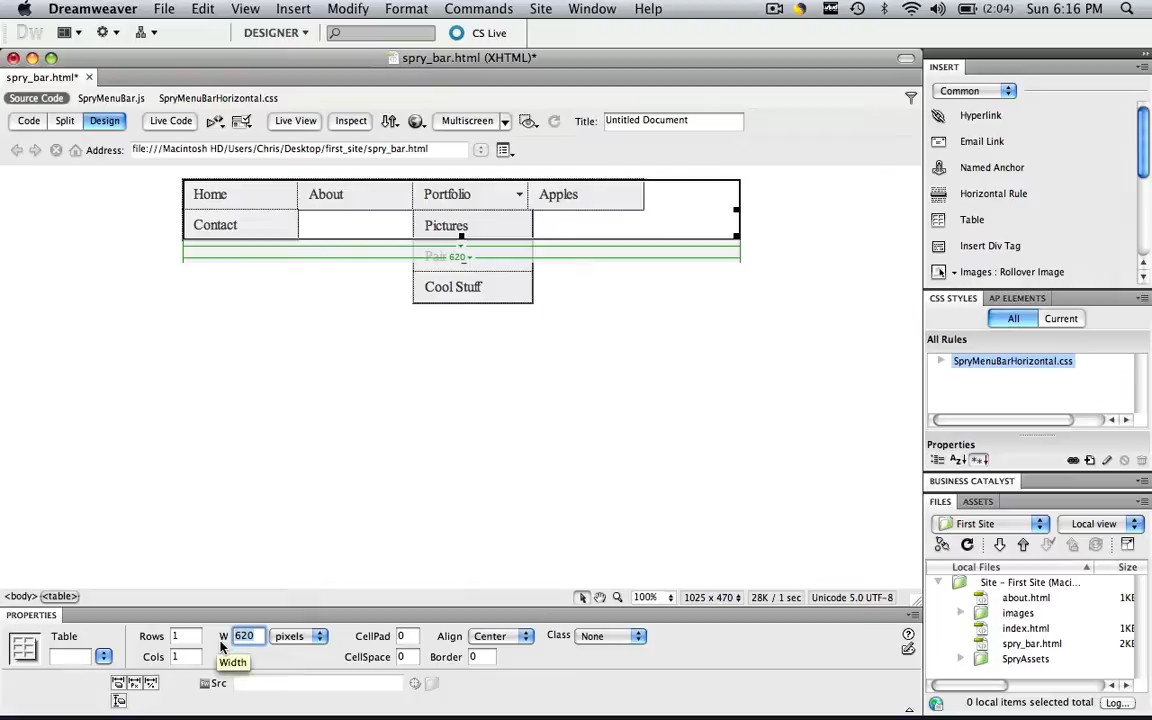 Dreamweaver File Edit View Insert Modify Format Commands Site Window Help (2:04) Sun 6:16 PM
Dw DESIGNER CS Live
spry_bar.html (XHTML)*
spry_bar.html*
Source Code SpryMenuBar.js SpryMenuBarHorizontal.css
Code Split Design Live Code Live View Inspect Multiscreen Title: Untitled Document
Address: file:///Macintosh HD/Users/Chris/Desktop/first_site/spry_bar.html
Home About Portfolio Apples
Contact Pictures
620
Cool Stuff
<body> <table> 100% 1025 x 470 28K / 1 sec Unicode 5.0 UTF-8
PROPERTIES
Table Rows 1 W 620 pixels CellPad 0 Align Center Class None
Cols 1 Width CellSpace 0 Border 0
Src
INSERT
Common
Hyperlink
Email Link
Named Anchor
Horizontal Rule
Table
Insert Div Tag
Images : Rollover Image
CSS STYLES AP ELEMENTS
All Current
All Rules
SpryMenuBarHorizontal.css
Properties
Az↓ **↓
BUSINESS CATALYST
FILES ASSETS
First Site Local view
Local Files Size
Site – First Site (Maci...
about.html 1KE
images
index.html 1KE
spry_bar.html 2KE
SpryAssets
0 local items selected total Log...